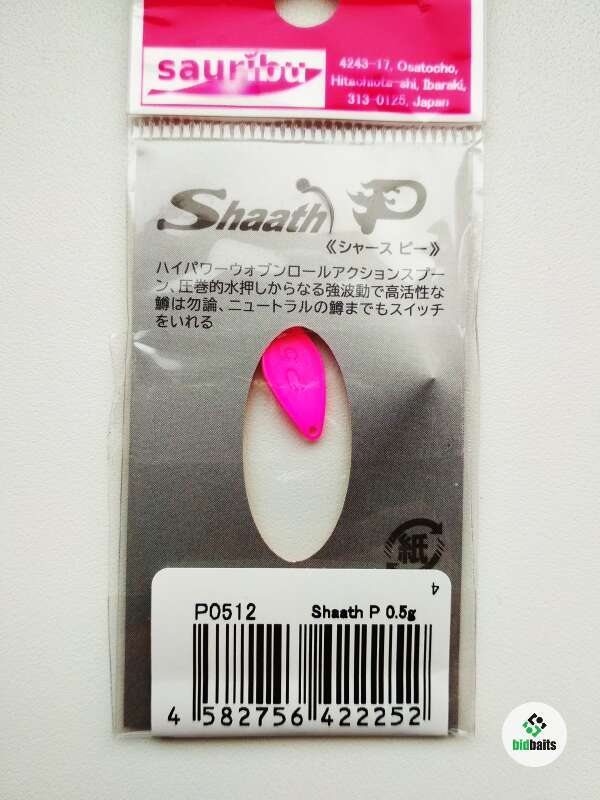 sauribu
4243-17, Osatocho,
Hitachiota-shi, Ibaraki,
313-0125, Japan
Shaath P
《シャース ピー》
ハイパワーウォブンロールアクションスプー
ン、圧巻的水押しからなる強波動で高活性な
鱒は勿論、ニュートラルの鱒までもスイッチ
をいれる
紙
4
P0512 Shaath P 0.5g
4 582756 422252
bidbaits